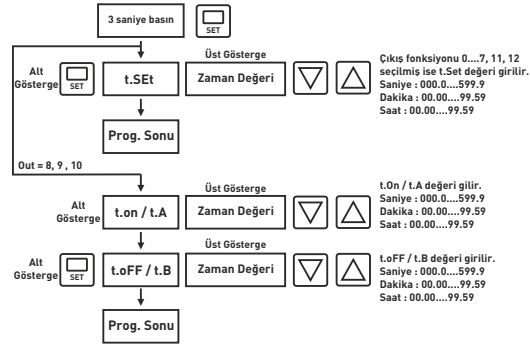 3 saniye basın
SET
Üst Gösterge
Alt
Gösterge
SET
t.SEt
Zaman Değeri
Çıkış fonksiyonu 0....7, 11, 12
seçilmiş ise t.Set değeri girilir.
Saniye : 000.0....599.9
Dakika : 00.00....99.59
Saat : 00.00....99.59
Prog. Sonu
Out = 8, 9 , 10
Üst Gösterge
Alt
Gösterge
t.on / t.A
Zaman Değeri
t.On / t.A değeri gilir.
Saniye : 000.0....599.9
Dakika : 00.00....99.59
Saat : 00.00....99.59
Üst Gösterge
Alt
Gösterge
SET
t.oFF / t.B
Zaman Değeri
t.oFF / t.B değeri girilir.
Saniye : 000.0....599.9
Dakika : 00.00....99.59
Saat : 00.00....99.59
Prog. Sonu